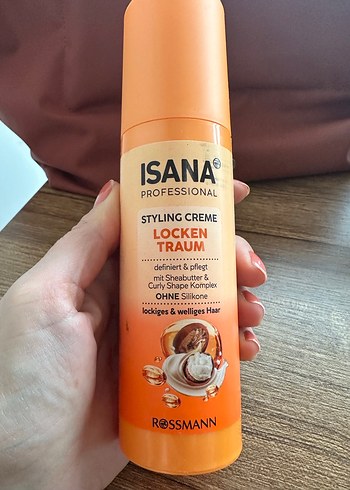 ISANA
PROFESSIONAL
STYLING CREME
LOCKEN
TRAUM
definiert & pflegt
mit Sheabutter &
Curly Shape Komplex
OHNE Silikone
lockiges & welliges Haar
ROSSMANN